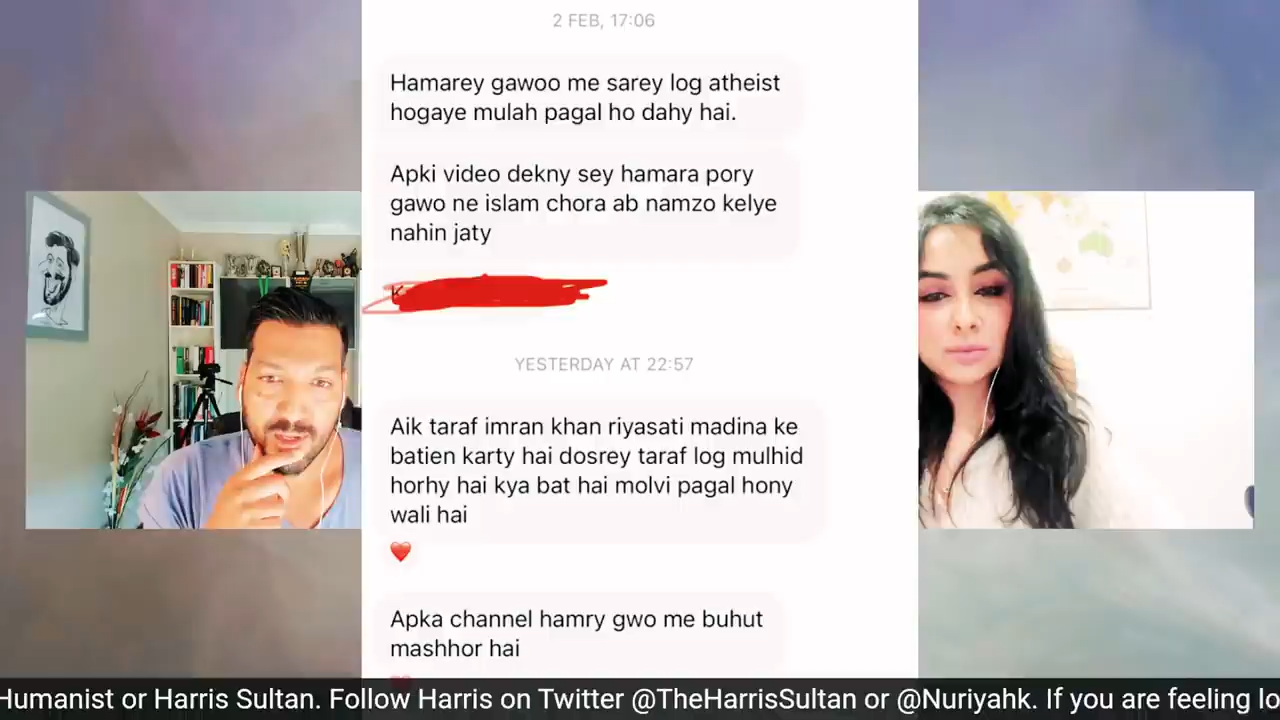 2 FEB, 17:06
Hamarey gawoo me sarey log atheist
hogaye mulah pagal ho dahy hai.
Apki video dekny sey hamara pory
gawo ne islam chora ab namzo kelye
nahin jaty
YESTERDAY AT 22:57
Aik taraf imran khan riyasati madina ke
batien karty hai dosrey taraf log mulhid
horhy hai kya bat hai molvi pagal hony
wali hai
Apka channel hamry gwo me buhut
mashhor hai
Humanist or Harris Sultan. Follow Harris on Twitter @TheHarrisSultan or @Nuriyahk. If you are feeling lo